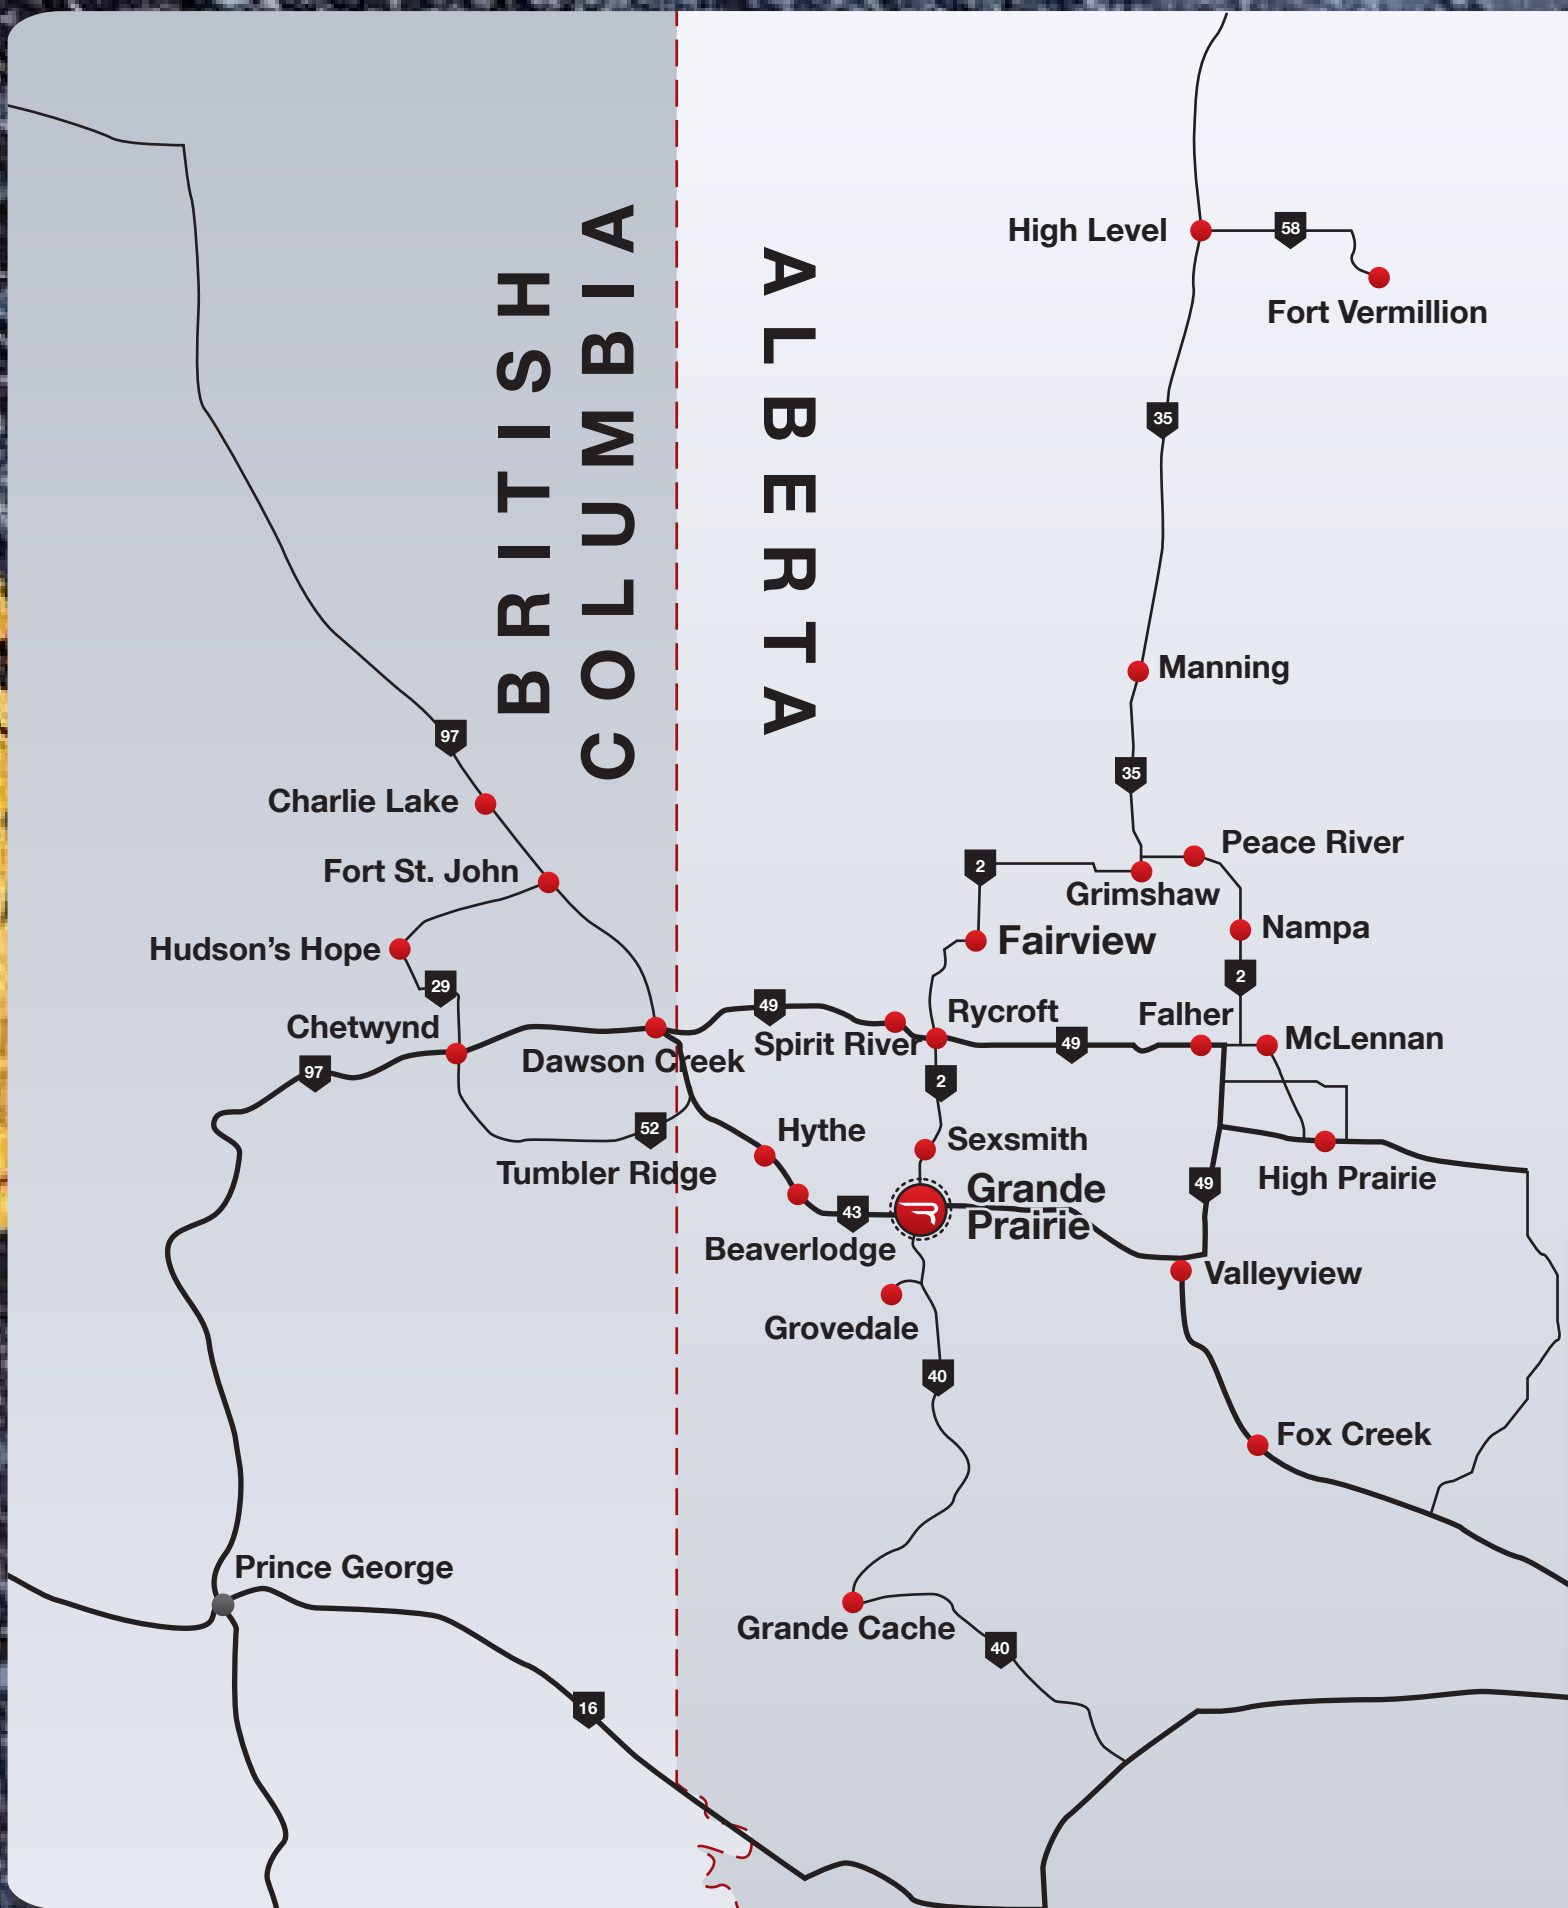 BRITISH
COLUMBIA
ALBERTA
High Level
58
Fort Vermillion
35
Manning
97
35
Charlie Lake
Peace River
2
Fort St. John
Grimshaw
Nampa
Fairview
Hudson's Hope
2
29
49
Rycroft
Falher
Chetwynd
Spirit River
49
McLennan
Dawson Creek
97
2
52
Hythe
Sexsmith
Tumbler Ridge
High Prairie
49
Grande
Prairie
43
Beaverlodge
Valleyview
Grovedale
40
Fox Creek
Prince George
Grande Cache
40
16